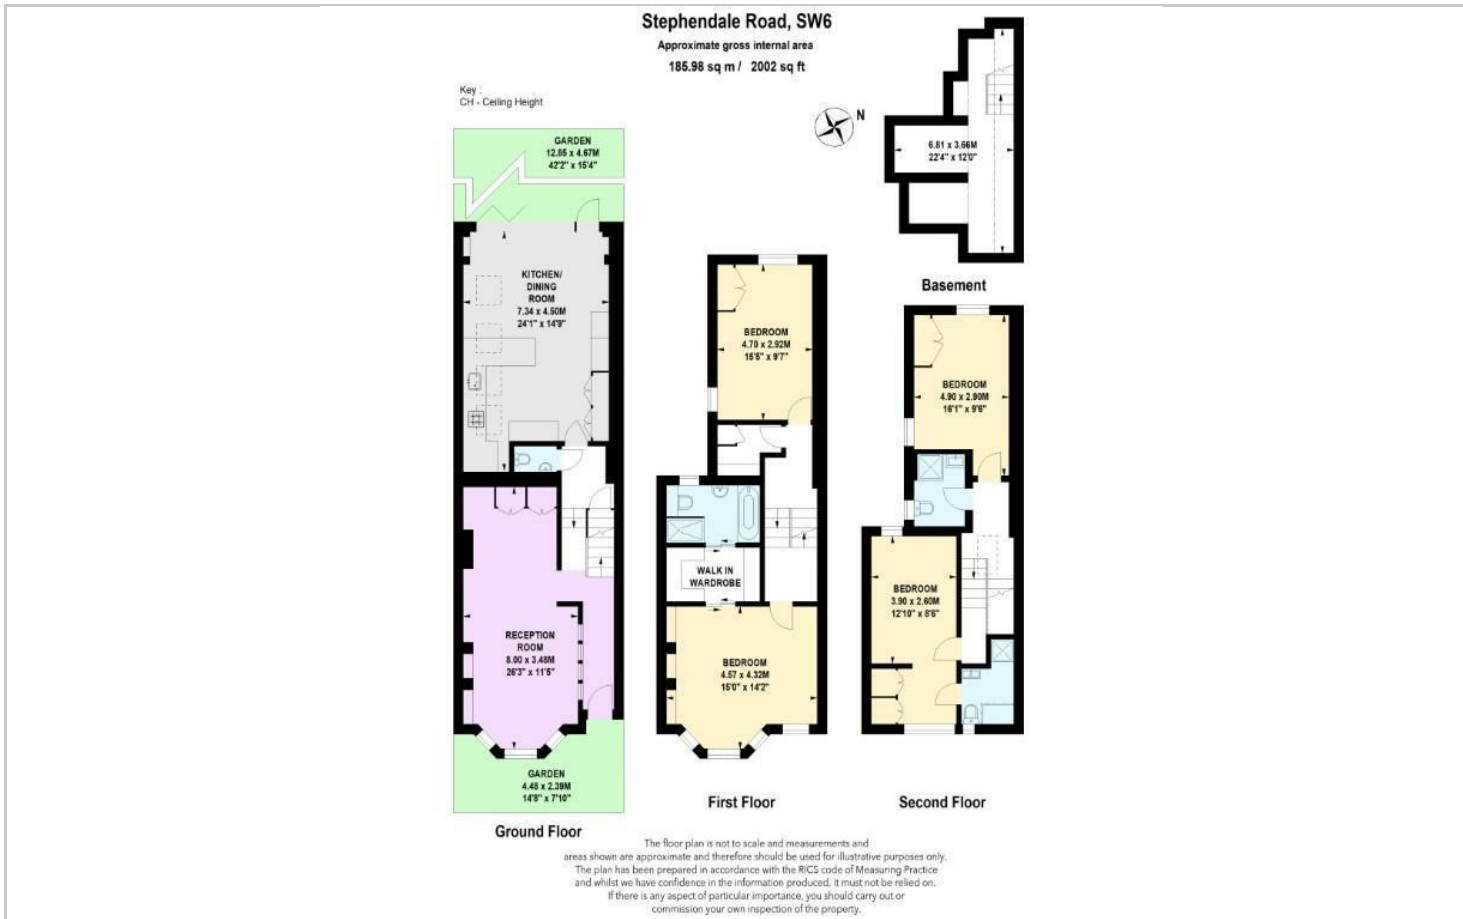 Stephendale Road, SW6
Approximate gross internal area
185.98 sq m / 2002 sq ft
Key :
CH - Ceiling Height
N
GARDEN
12.85 x 4.67M
42'2" x 15'4"
6.81 x 3.66M
22'4" x 12'0"
Basement
KITCHEN/
DINING
ROOM
7.34 x 4.50M
24'1" x 14'9"
BEDROOM
4.70 x 2.92M
15'5" x 9'7"
BEDROOM
4.90 x 2.90M
16'1" x 9'6"
WALK IN
WARDROBE
BEDROOM
3.90 x 2.60M
12'10" x 8'6"
RECEPTION
ROOM
8.00 x 3.48M
26'3" x 11'5"
BEDROOM
4.57 x 4.32M
15'0" x 14'2"
GARDEN
4.48 x 2.39M
14'8" x 7'10"
First Floor
Second Floor
Ground Floor
The floor plan is not to scale and measurements and
areas shown are approximate and therefore should be used for illustrative purposes only.
The plan has been prepared in accordance with the RICS code of Measuring Practice
and whilst we have confidence in the information produced, it must not be relied on.
If there is any aspect of particular importance, you should carry out or
commission your own inspection of the property.